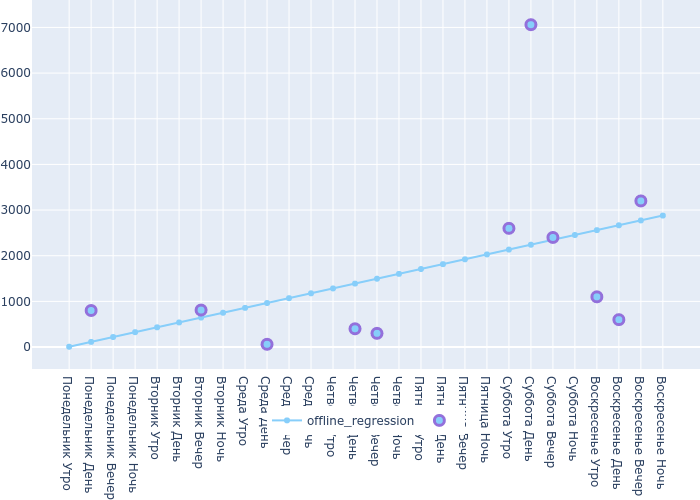 7000
6000
5000
4000
3000
2000
1000
0
Понедельник Утро
Понедельник День
Понедельник Вечер
Понедельник Ночь
Вторник Утро
Вторник День
Вторник Вечер
Вторник Ночь
Среда Утро
Среда День
Пятница Ночь
Суббота Утро
Суббота День
Суббота Вечер
Суббота Ночь
Воскресенье Утро
Воскресенье День
Воскресенье Вечер
Воскресенье Ночь
offline_regression